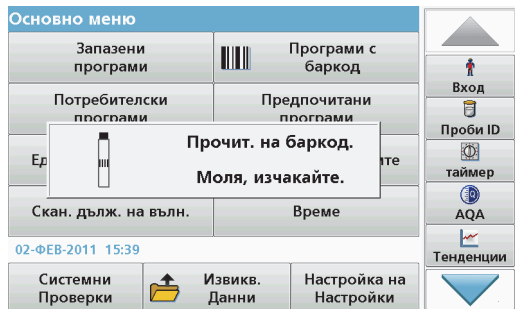 Основно меню
Запазени
програми
Програми с
баркод
Вход
Потребителски
програми
Предпочитани
програми
Проби ID
Прочит. на баркод.
Моля, изчакайте.
таймер
Скан. дълж. на вълн.
Време
AQA
02-ФЕВ-2011 15:39
Тенденции
Системни
Проверки
Извикв.
Данни
Настройка на
Настройки